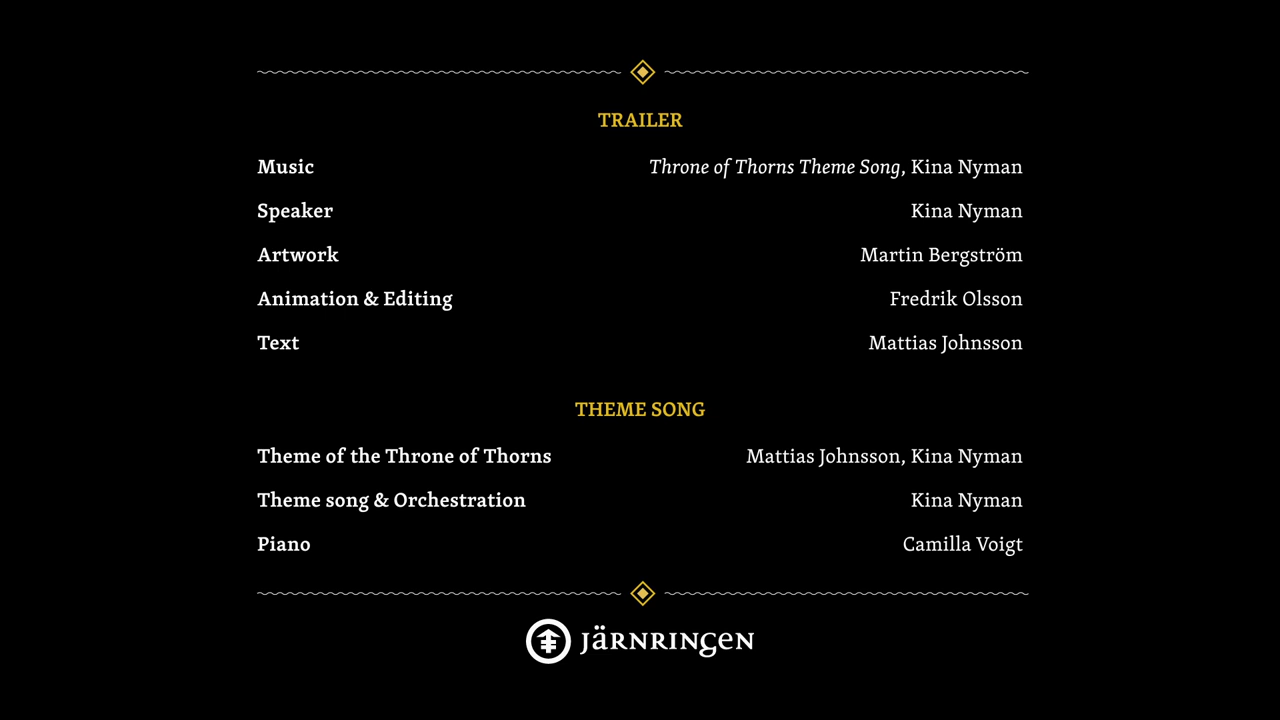 TRAILER
Music Throne of Thorns Theme Song, Kina Nyman
Speaker Kina Nyman
Artwork Martin Bergström
Animation & Editing Fredrik Olsson
Text Mattias Johnsson
THEME SONG
Theme of the Throne of Thorns Mattias Johnsson, Kina Nyman
Theme song & Orchestration Kina Nyman
Piano Camilla Voigt
JÄRNRINGEN